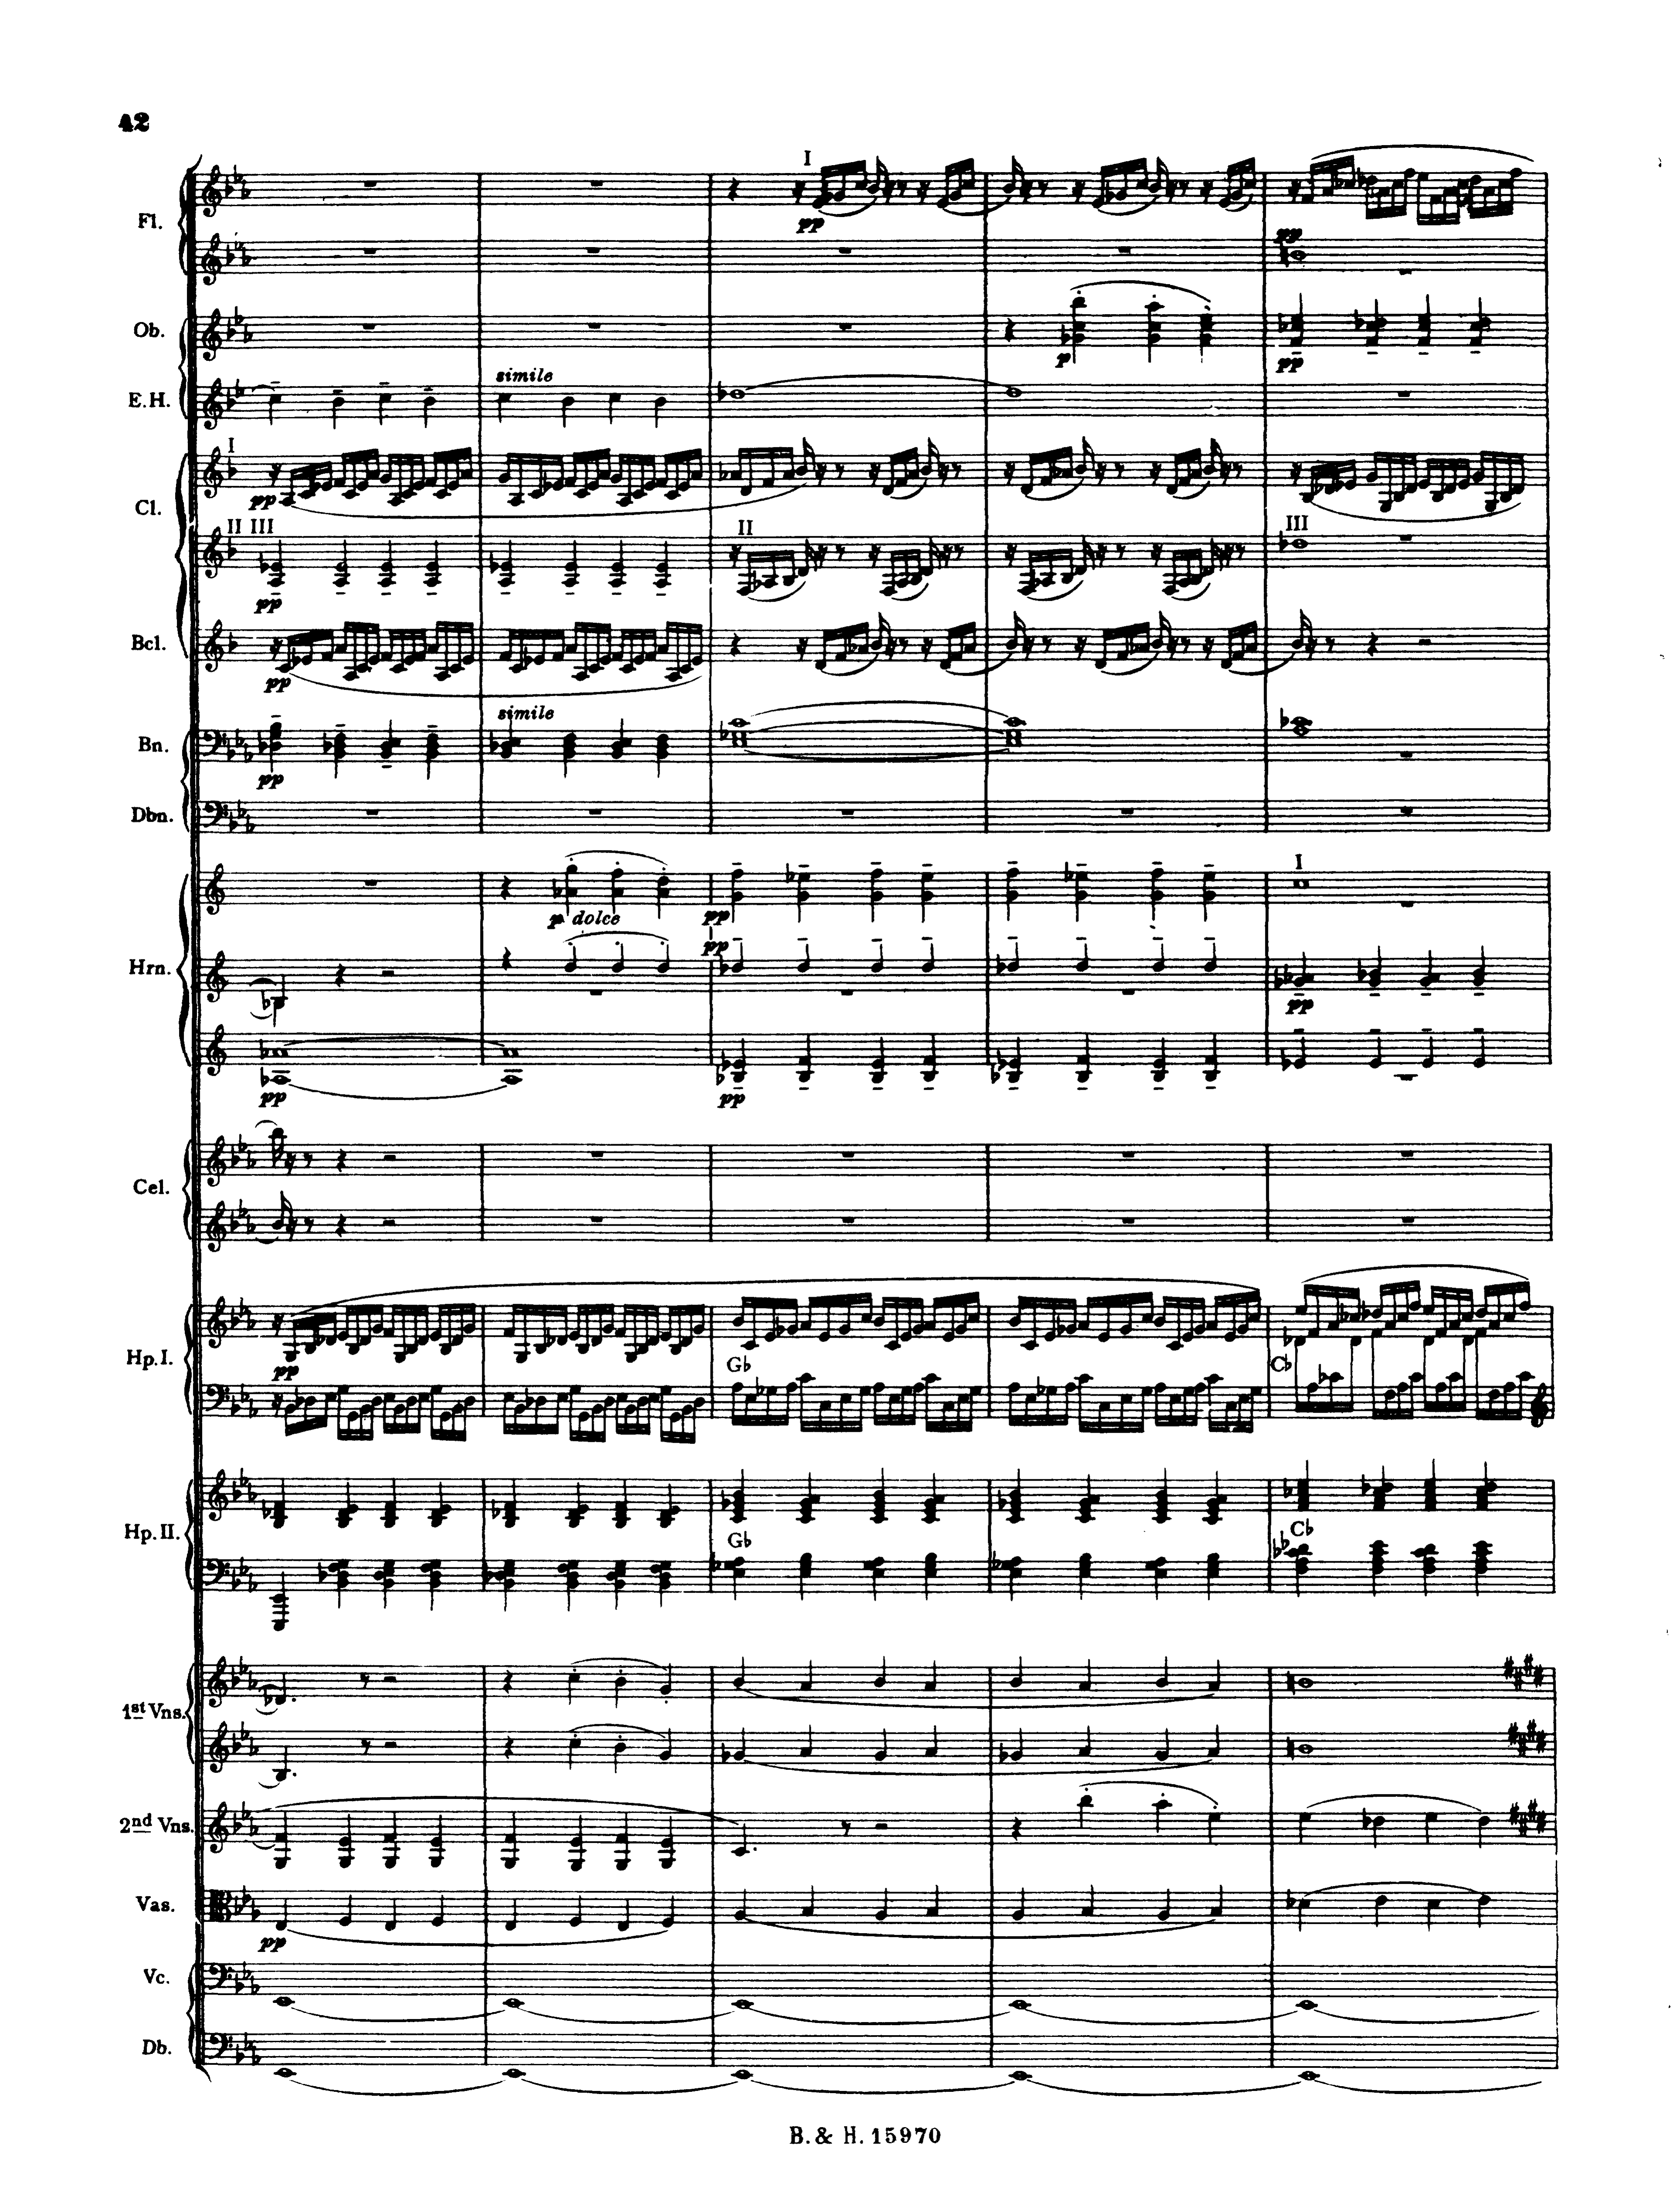 42
I
Fl.
pp
pp
Ob.
p
pp
simile
E.H.
I
pp
Cl.
II III
II
III
pp
Bcl.
pp
simile
Bn.
pp
Dbn.
I
p dolce
pp
pp
Hrn.
pp
pp
pp
Cel.
pp
Hp. I.
Gb
Cb
Hp. II.
Gb
Cb
1st Vns.
2nd Vns.
Vas.
pp
Vc.
Db.
B. & H. 15970